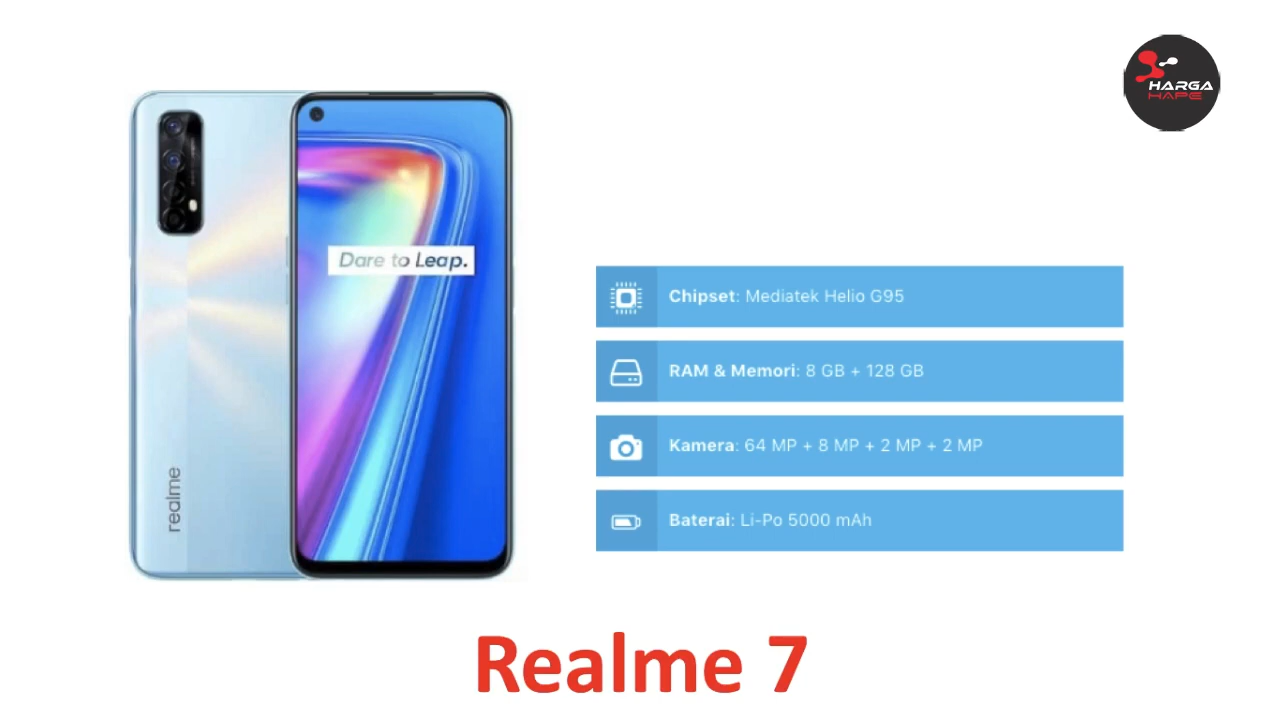 HARGA
HAPE
Dare to Leap.
realme
Chipset: Mediatek Helio G95
RAM & Memori: 8 GB + 128 GB
Kamera: 64 MP + 8 MP + 2 MP + 2 MP
Baterai: Li-Po 5000 mAh
Realme 7